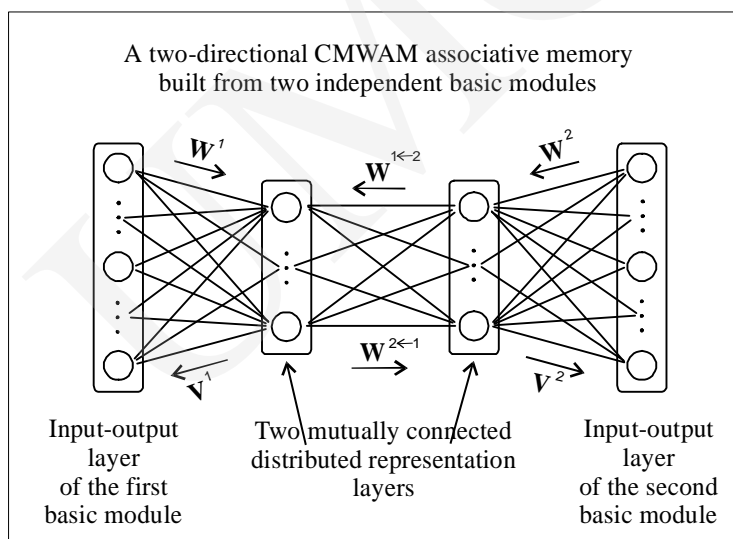 A two-directional CMWAM associative memory
built from two independent basic modules
W¹
W¹←²
W²
V¹
W²←¹
V²
Input-output
layer
of the first
basic module
Two mutually connected
distributed representation
layers
Input-output
layer
of the second
basic module